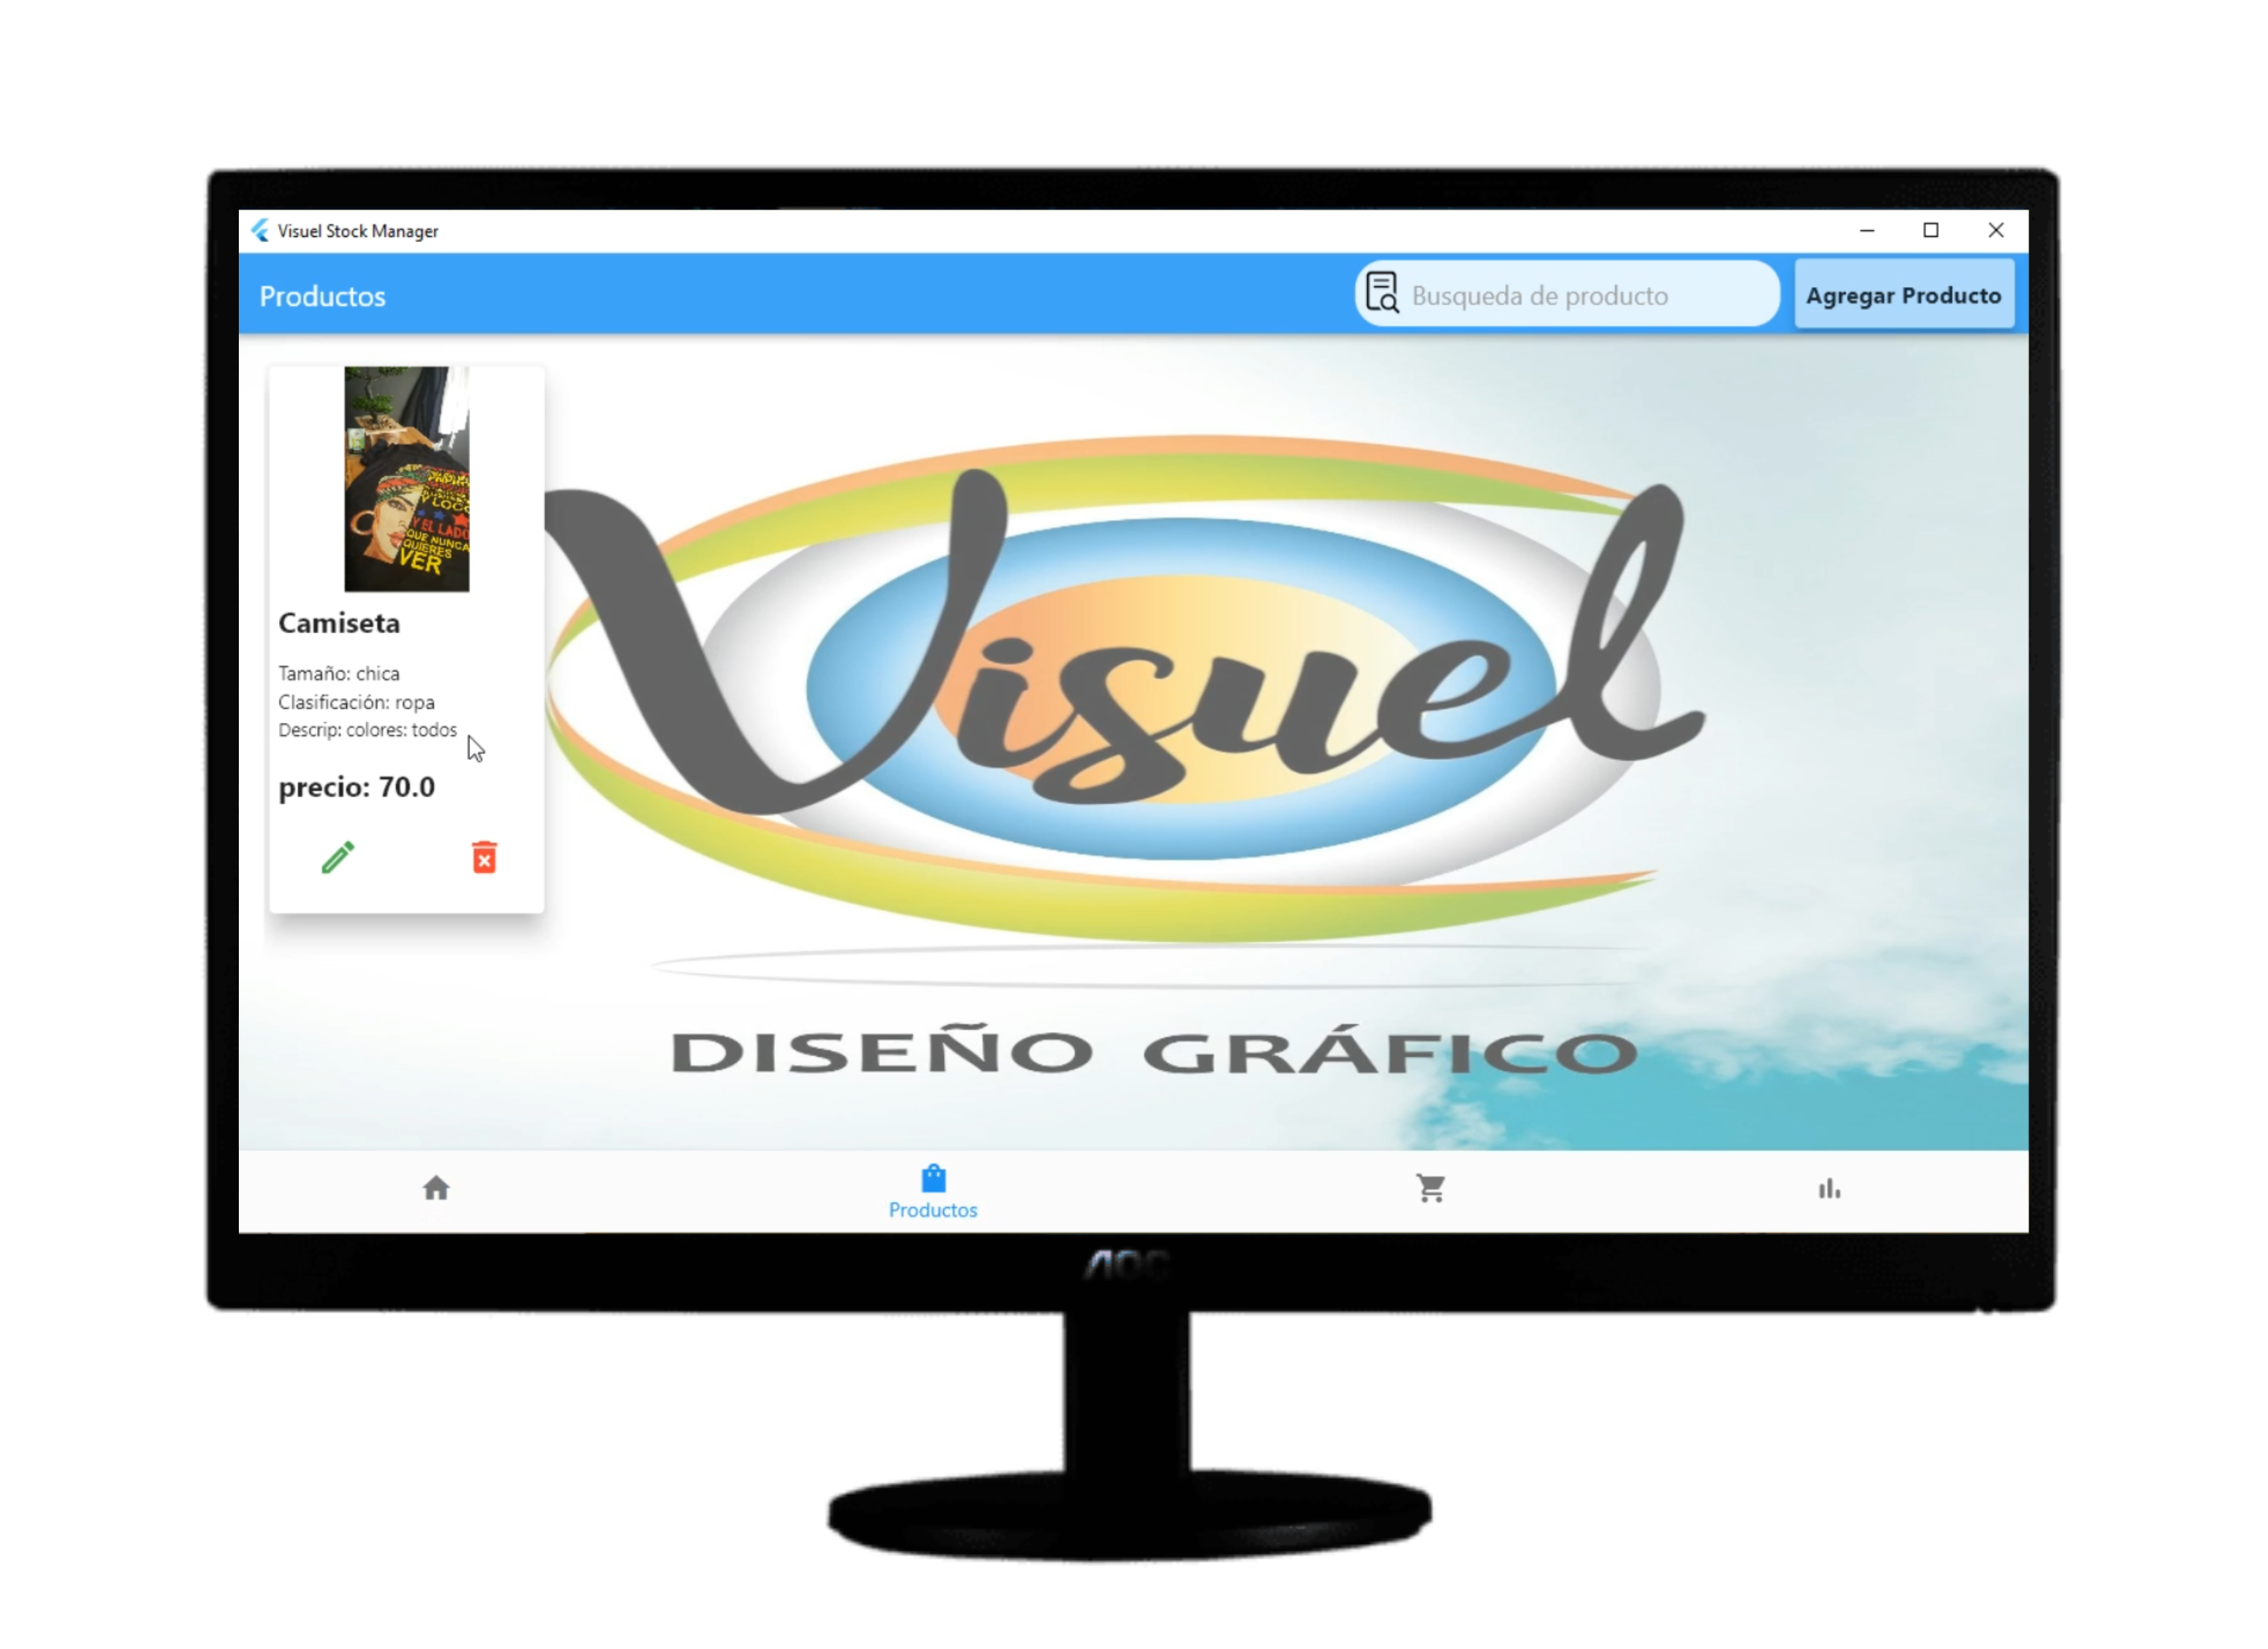 Visuel Stock Manager
Productos
Busqueda de producto
Agregar Producto
Y LOCO
Y EL LADO
QUE NUNCA
QUIERES
VER
Camiseta
Tamaño: chica
Clasificación: ropa
Descrip: colores: todos
precio: 70.0
Visuel
DISEÑO GRÁFICO
Productos
AOC